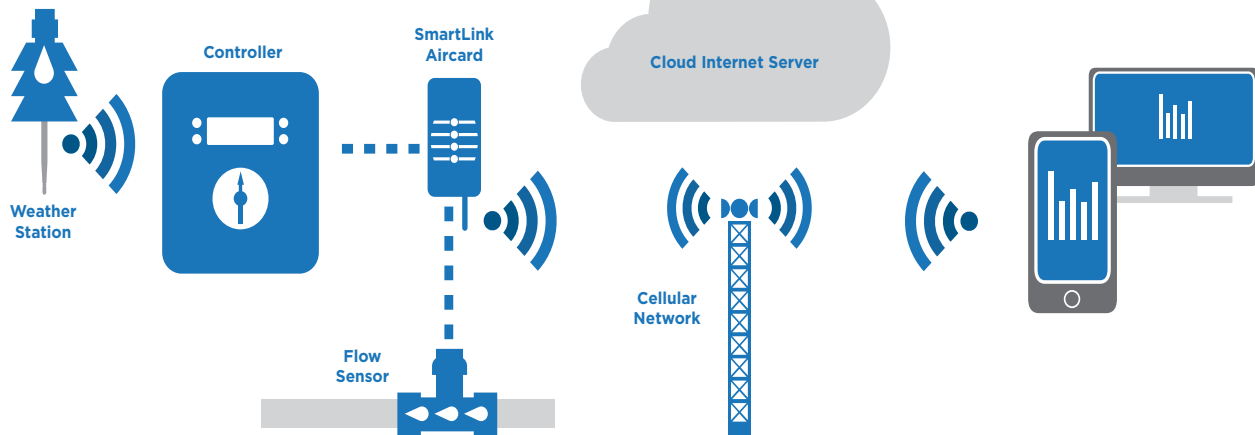 SmartLink
Aircard
Controller
Cloud Internet Server
Weather
Station
Cellular
Network
Flow
Sensor